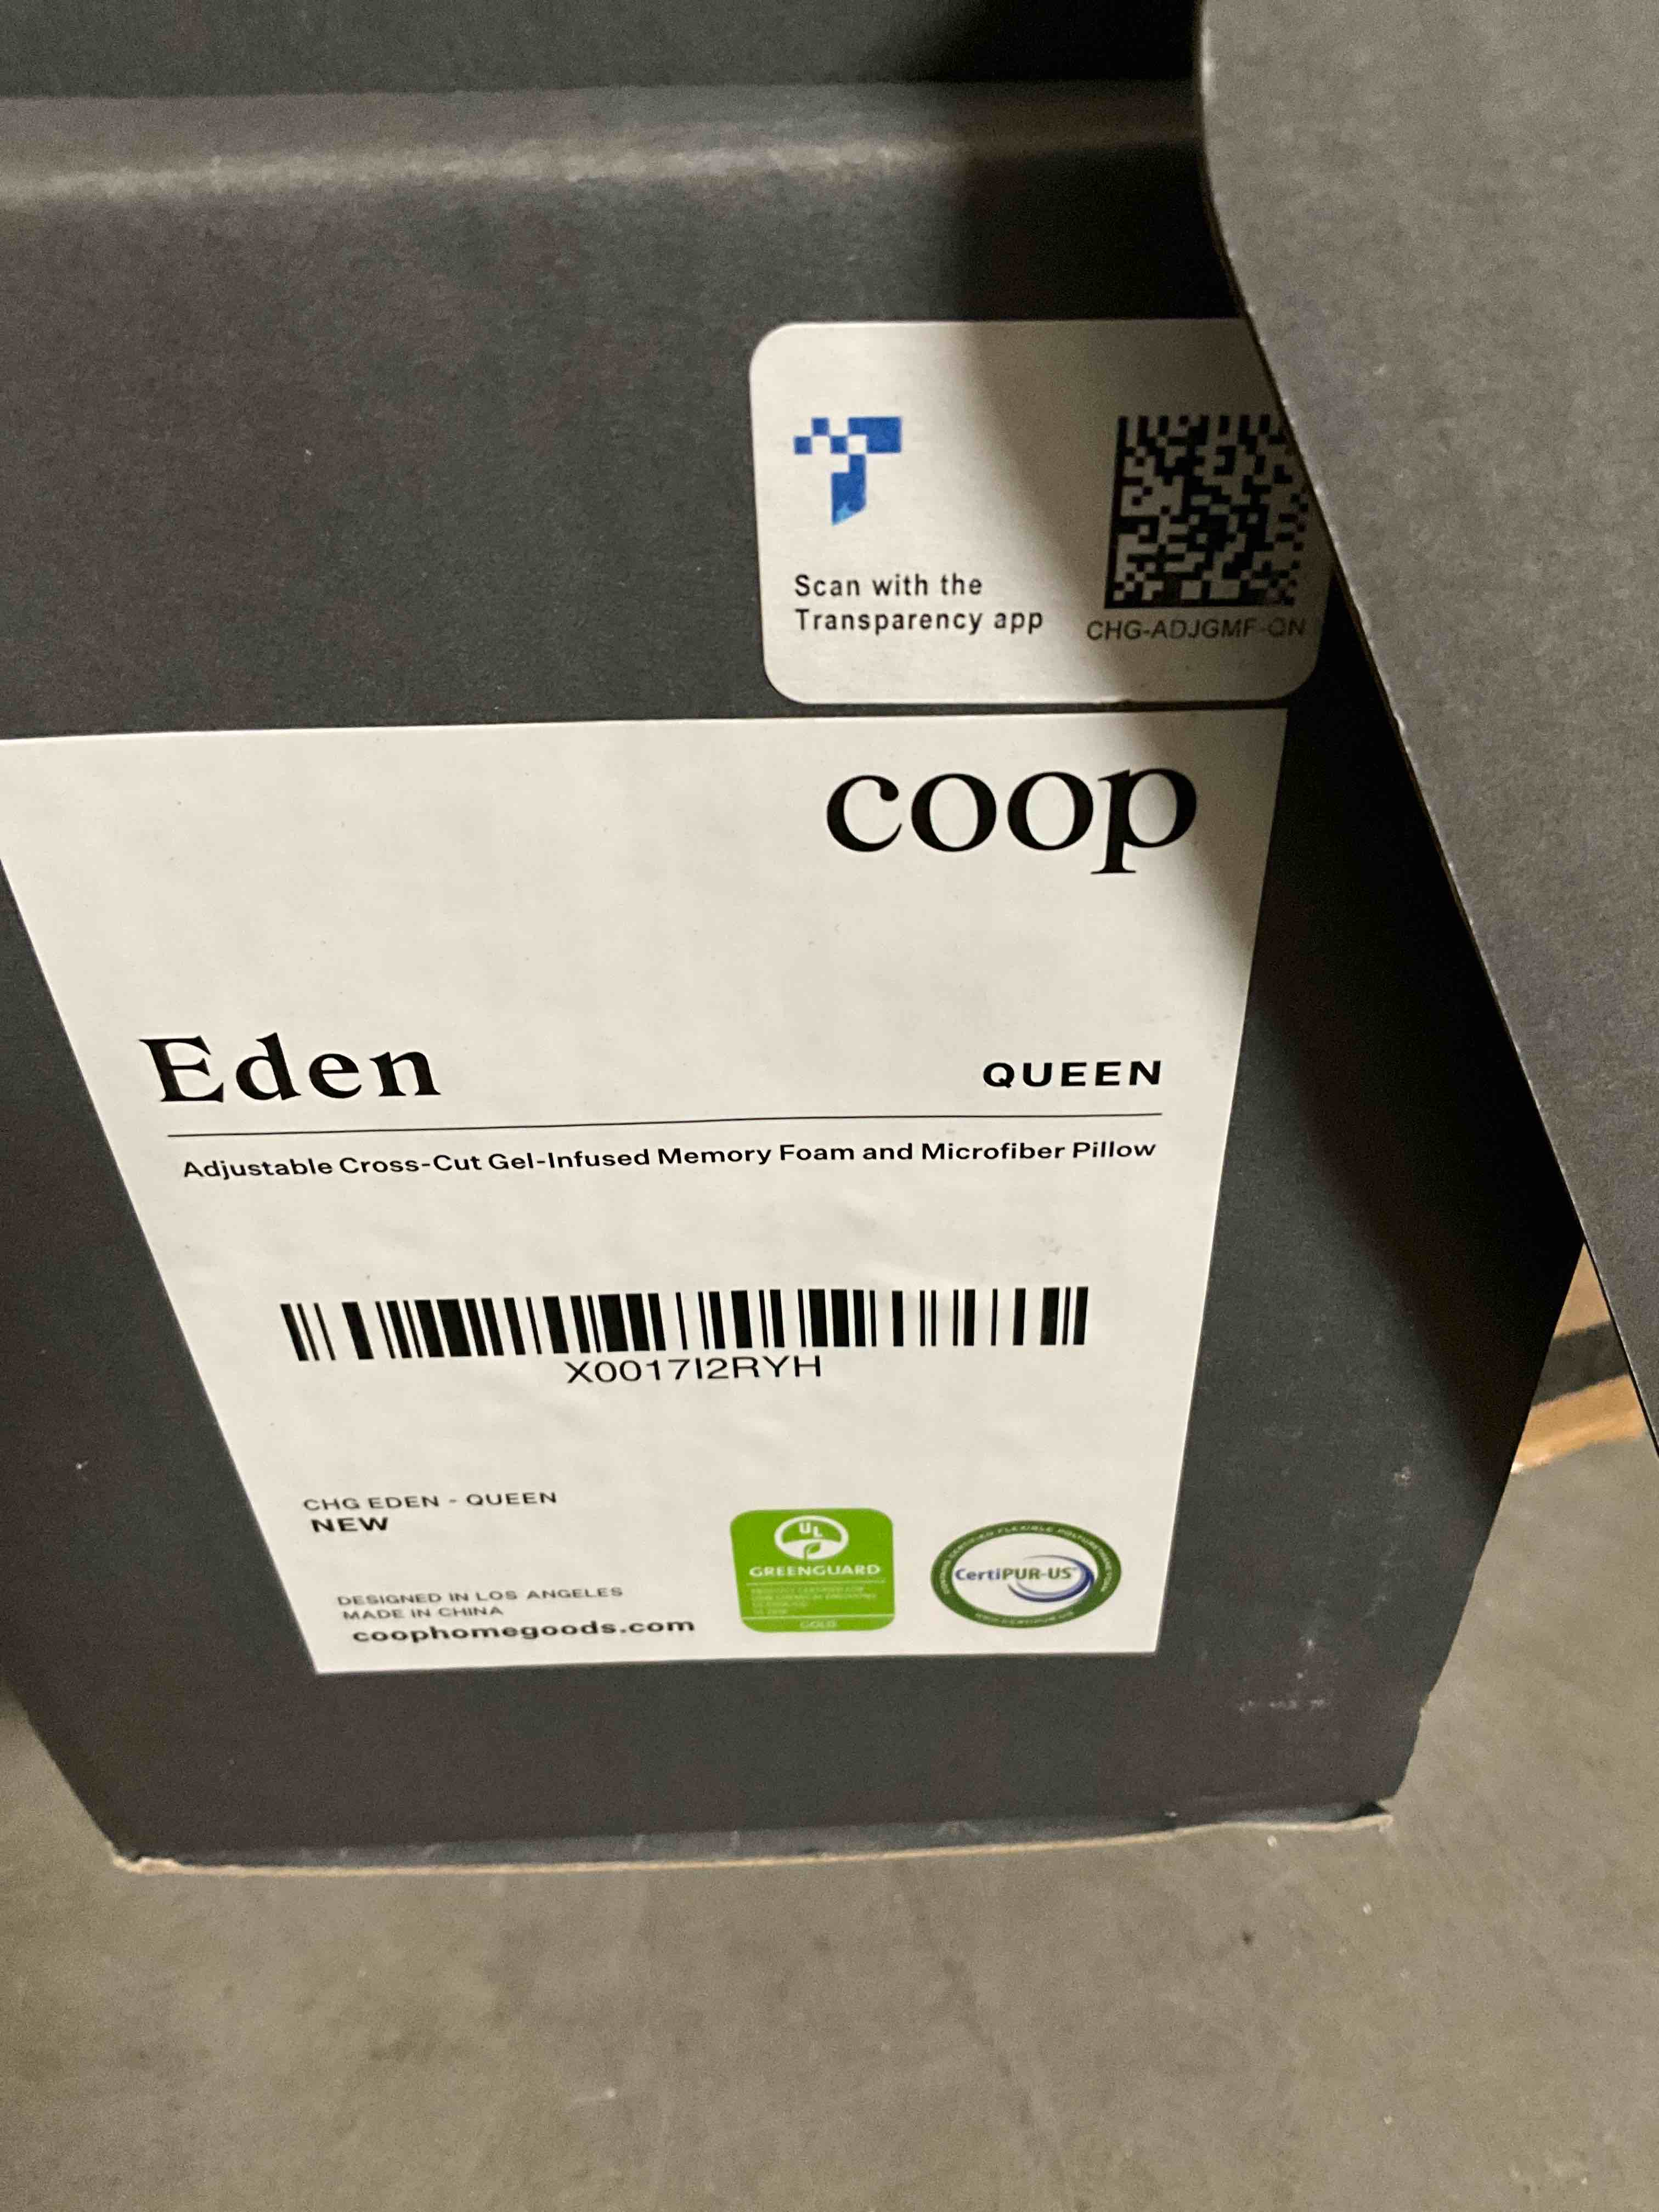 Scan with the
Transparency app
CHG-ADJGMF-QN
coop
Eden
QUEEN
Adjustable Cross-Cut Gel-Infused Memory Foam and Microfiber Pillow
X0017I2RYH
CHG EDEN - QUEEN
NEW
DESIGNED IN LOS ANGELES
MADE IN CHINA
coophomegoods.com
UL
GREENGUARD
GOLD
CertiPUR-US